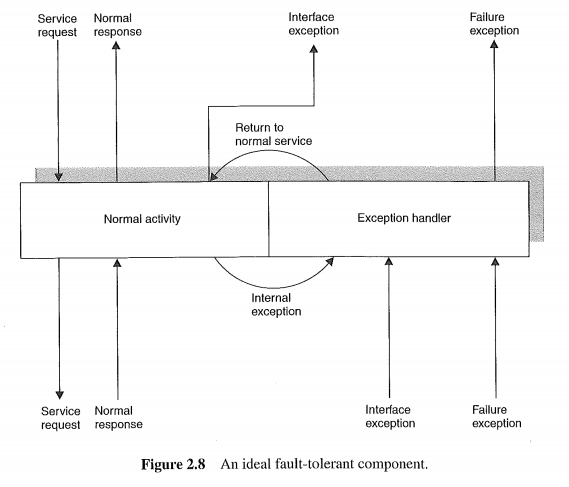 Service
request
Normal
response
Interface
exception
Failure
exception
Return to
normal service
Normal activity
Exception handler
Internal
exception
Service
request
Normal
response
Interface
exception
Failure
exception
Figure 2.8 An ideal fault-tolerant component.